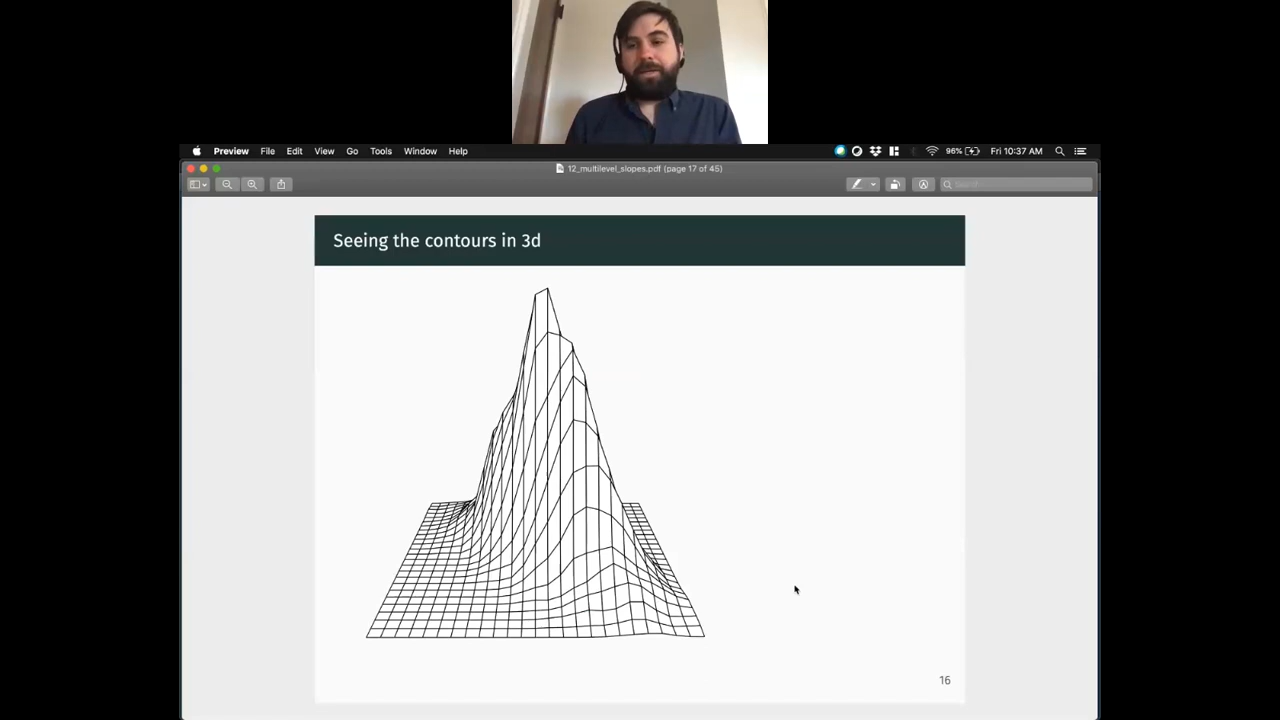 Preview File Edit View Go Tools Window Help 96% Fri 10:37 AM
12_multilevel_slopes.pdf (page 17 of 45)
Seeing the contours in 3d
16